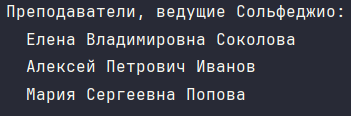 Преподаватели, ведущие Сольфеджио:
Елена Владимировна Соколова
Алексей Петрович Иванов
Мария Сергеевна Попова